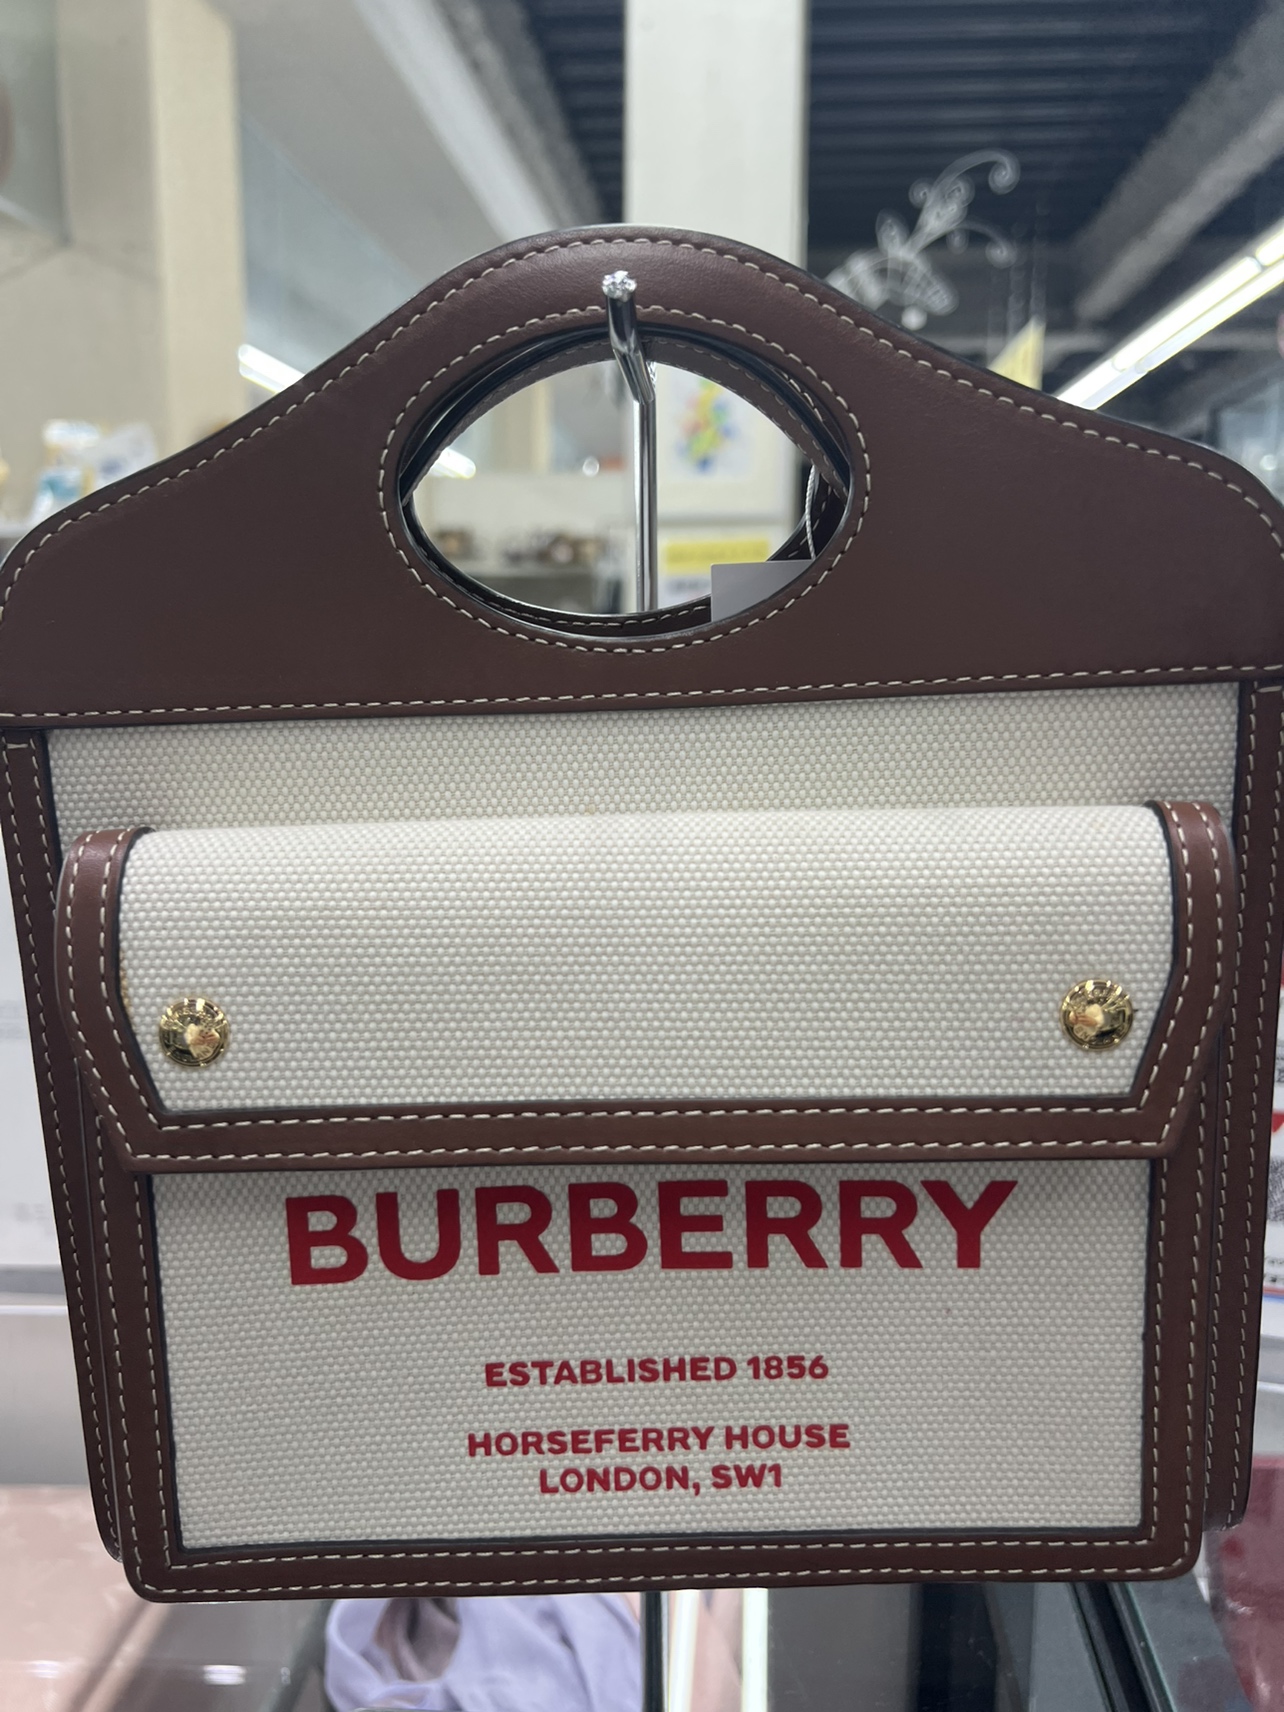 BURBERRY
ESTABLISHED 1856
HORSEFERRY HOUSE
LONDON, SW1